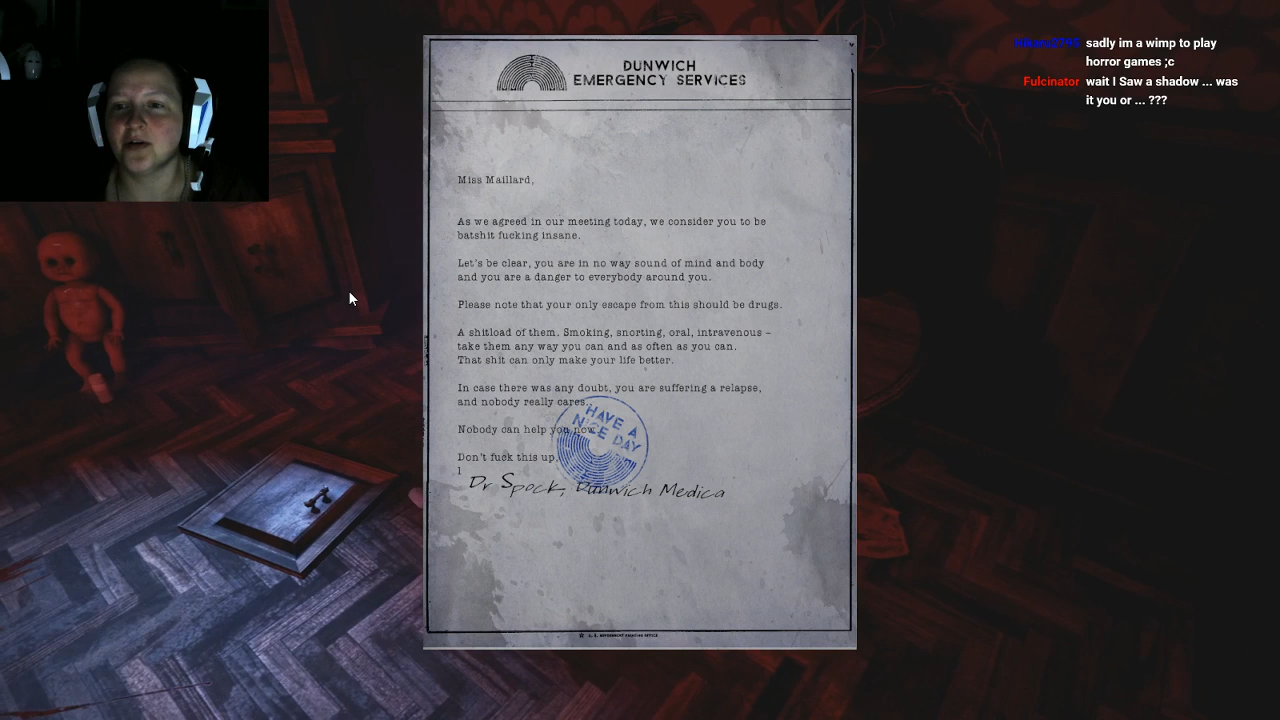 DUNWICH
EMERGENCY SERVICES
Miss Maillard,
As we agreed in our meeting today, we consider you to be
batshit fucking insane.
Let's be clear, you are in no way sound of mind and body
and you are a danger to everybody around you.
Please note that your only escape from this should be drugs.
A shitload of them. Smoking, snorting, oral, intravenous –
take them any way you can and as often as you can.
That shit can only make your life better.
In case there was any doubt, you are suffering a relapse,
and nobody really cares.
Nobody can help you now.
Don't fuck this up.
l
HAVE A
NICE DAY
Dr Spock, Dunwich Medica
U.S. GOVERNMENT PRINTING OFFICE
Hikaru2795 sadly im a wimp to play
horror games ;c
Fulcinator wait I Saw a shadow ... was
it you or ... ???